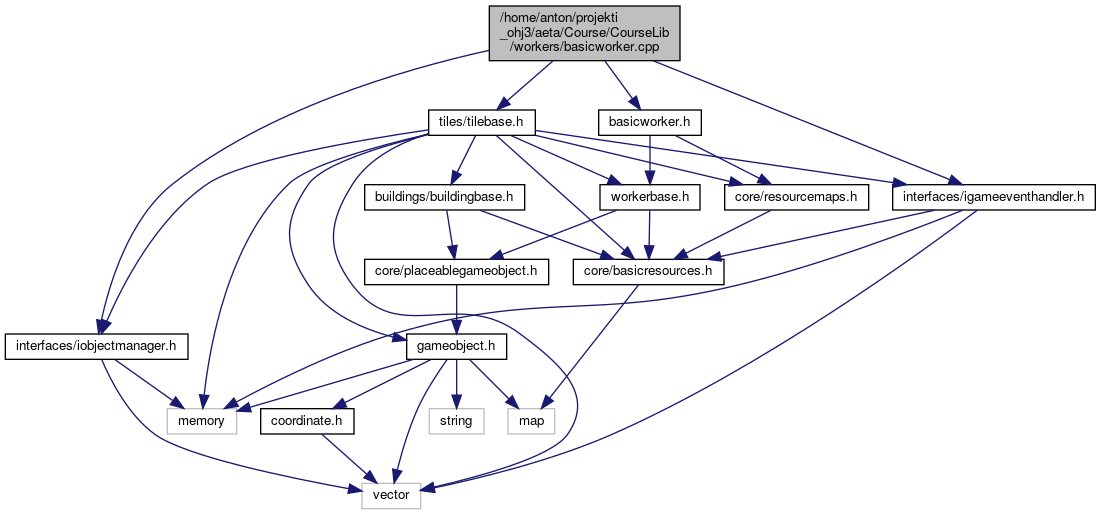 /home/anton/projekti
_ohj3/aeta/Course/CourseLib
/workers/basicworker.cpp
tiles/tilebase.h
basicworker.h
buildings/buildingbase.h
workerbase.h
core/resourcemaps.h
interfaces/igameeventhandler.h
core/placeablegameobject.h
core/basicresources.h
interfaces/iobjectmanager.h
gameobject.h
memory
coordinate.h
string
map
vector